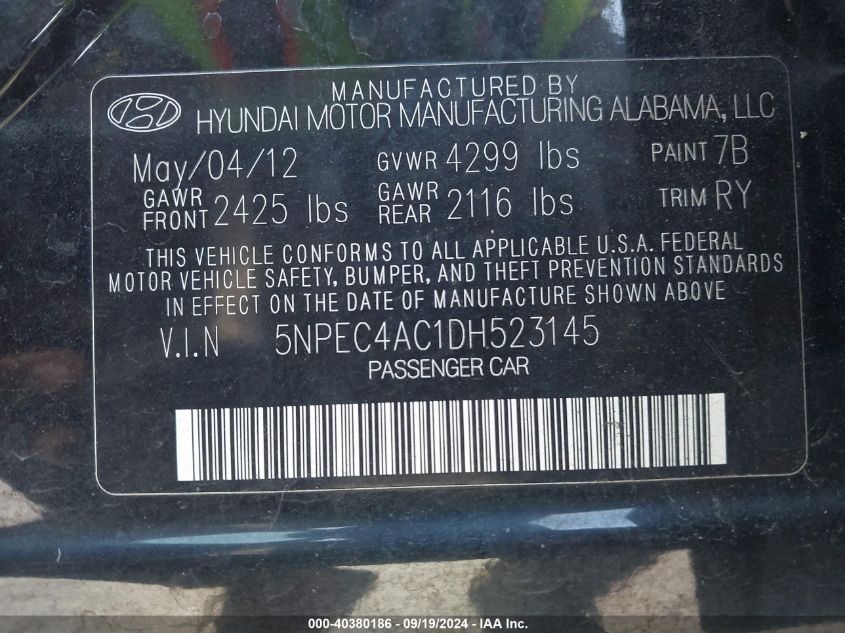 MANUFACTURED BY
HYUNDAI MOTOR MANUFACTURING ALABAMA, LLC
May/04/12 GVWR 4299 lbs PAINT 7B
GAWR FRONT 2425 lbs GAWR REAR 2116 lbs TRIM RY
THIS VEHICLE CONFORMS TO ALL APPLICABLE U.S.A. FEDERAL
MOTOR VEHICLE SAFETY, BUMPER, AND THEFT PREVENTION STANDARDS
IN EFFECT ON THE DATE OF MANUFACTURE SHOWN ABOVE
V.I.N 5NPEC4AC1DH523145
PASSENGER CAR
000-40380186 - 09/19/2024 - IAA Inc.